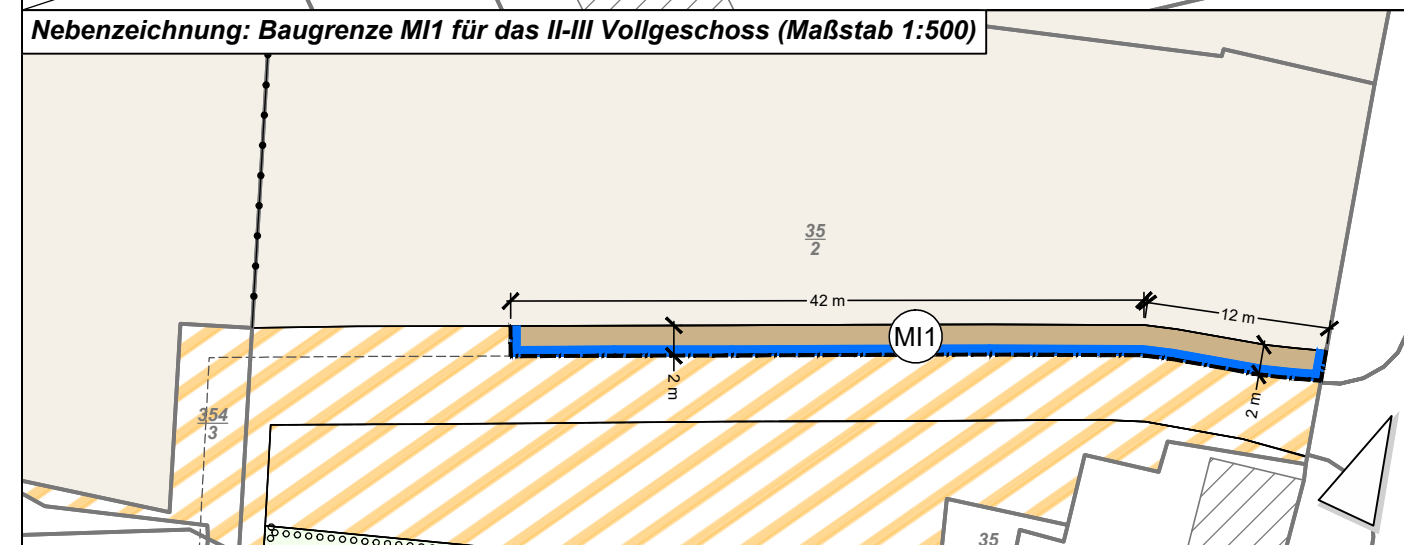 Nebenzeichnung: Baugrenze MI1 für das II-III Vollgeschoss (Maßstab 1:500)
35
2
42 m
12 m
MI1
2 m
2 m
354
3
35